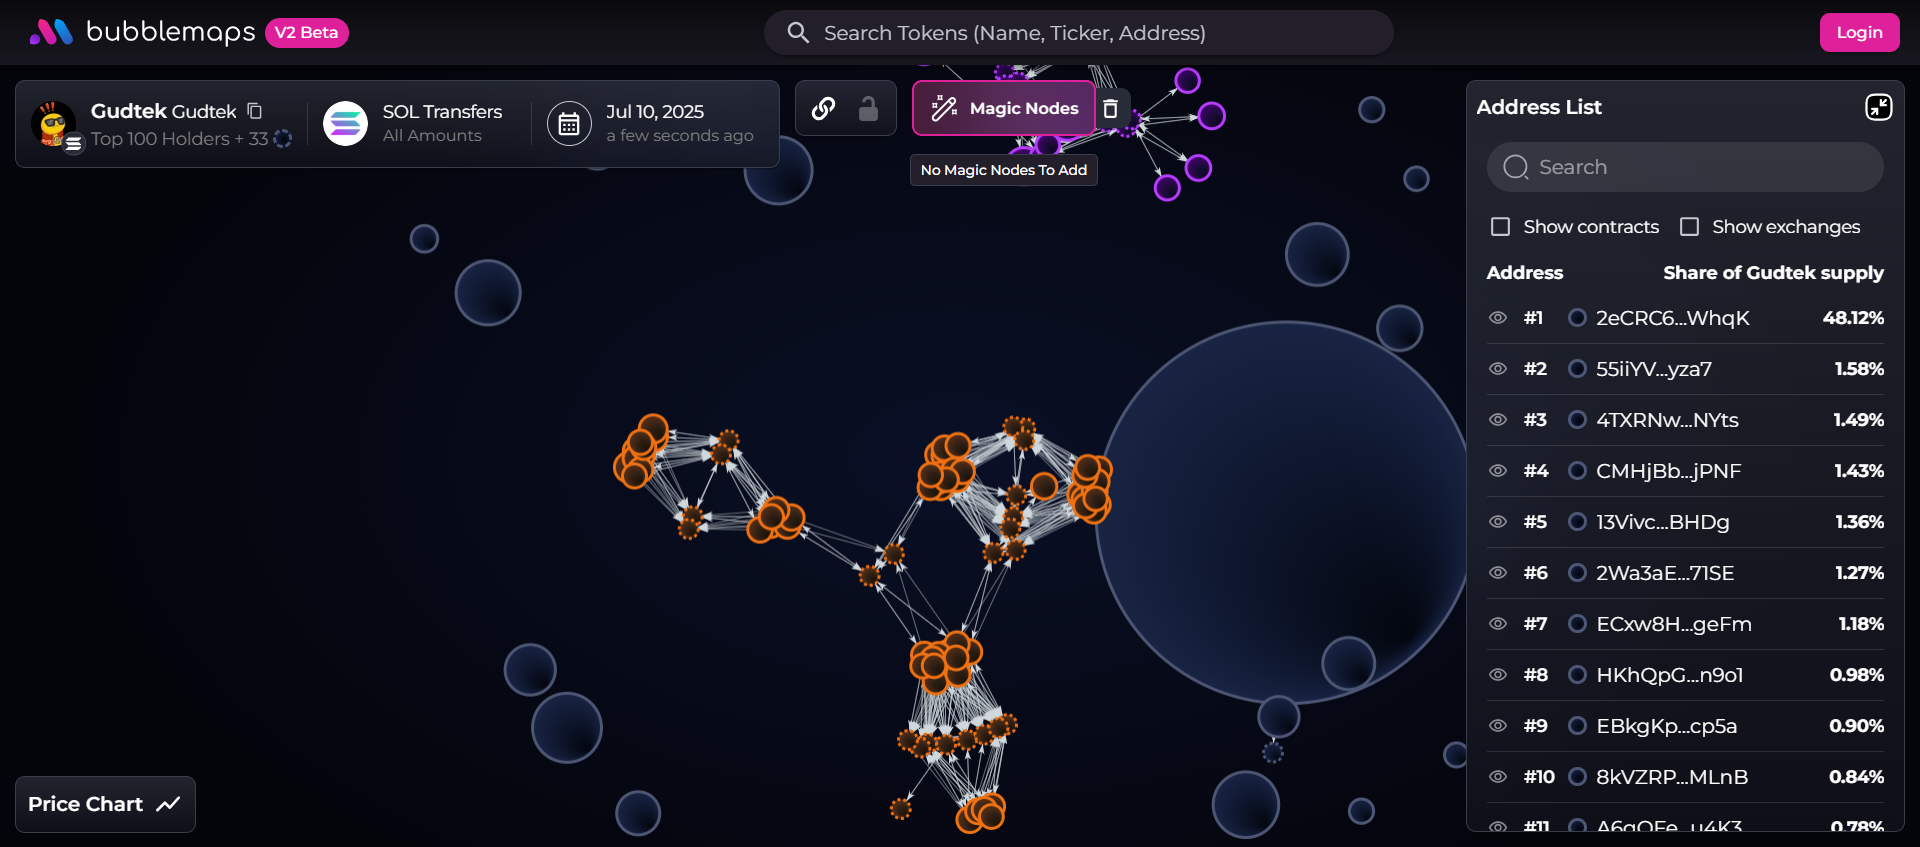 bubblemaps V2 Beta
Search Tokens (Name, Ticker, Address)
Login
Gudtek Gudtek
Top 100 Holders + 33
SOL Transfers
All Amounts
Jul 10, 2025
a few seconds ago
Magic Nodes
No Magic Nodes To Add
Address List
Search
Show contracts Show exchanges
Address Share of Gudtek supply
#1 2eCRC6...WhqK 48.12%
#2 55iiYV...yza7 1.58%
#3 4TXRNw...NYts 1.49%
#4 CMHjBb...jPNF 1.43%
#5 13Vivc...BHDg 1.36%
#6 2Wa3aE...71SE 1.27%
#7 ECxw8H...geFm 1.18%
#8 HKhQpG...n9o1 0.98%
#9 EBkgKp...cp5a 0.90%
#10 8kVZRP...MLnB 0.84%
#11 0.78%
Price Chart